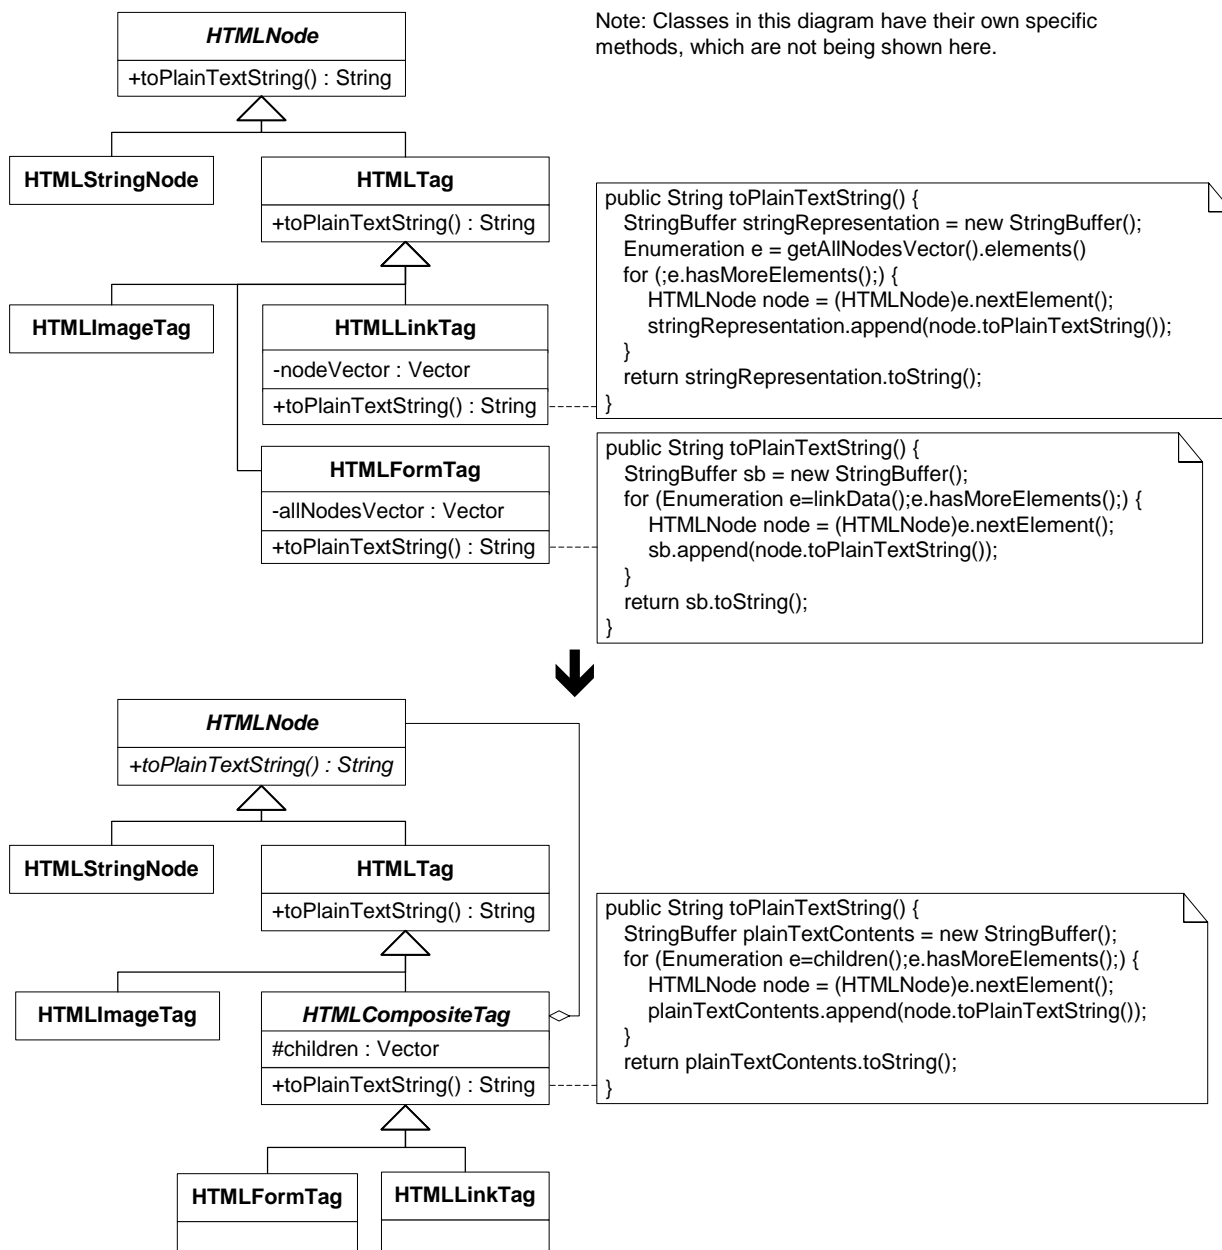 HTMLNode
+toPlainTextString() : String
Note: Classes in this diagram have their own specific
methods, which are not being shown here.
HTMLStringNode
HTMLTag
+toPlainTextString() : String
HTMLImageTag
HTMLLinkTag
-nodeVector : Vector
+toPlainTextString() : String
public String toPlainTextString() {
StringBuffer stringRepresentation = new StringBuffer();
Enumeration e = getAllNodesVector().elements()
for (;e.hasMoreElements();) {
HTMLNode node = (HTMLNode)e.nextElement();
stringRepresentation.append(node.toPlainTextString());
}
return stringRepresentation.toString();
}
HTMLFormTag
-allNodesVector : Vector
+toPlainTextString() : String
public String toPlainTextString() {
StringBuffer sb = new StringBuffer();
for (Enumeration e=linkData();e.hasMoreElements();) {
HTMLNode node = (HTMLNode)e.nextElement();
sb.append(node.toPlainTextString());
}
return sb.toString();
}
HTMLNode
+toPlainTextString() : String
HTMLStringNode
HTMLTag
+toPlainTextString() : String
HTMLImageTag
HTMLCompositeTag
#children : Vector
+toPlainTextString() : String
public String toPlainTextString() {
StringBuffer plainTextContents = new StringBuffer();
for (Enumeration e=children();e.hasMoreElements();) {
HTMLNode node = (HTMLNode)e.nextElement();
plainTextContents.append(node.toPlainTextString());
}
return plainTextContents.toString();
}
HTMLFormTag
HTMLLinkTag